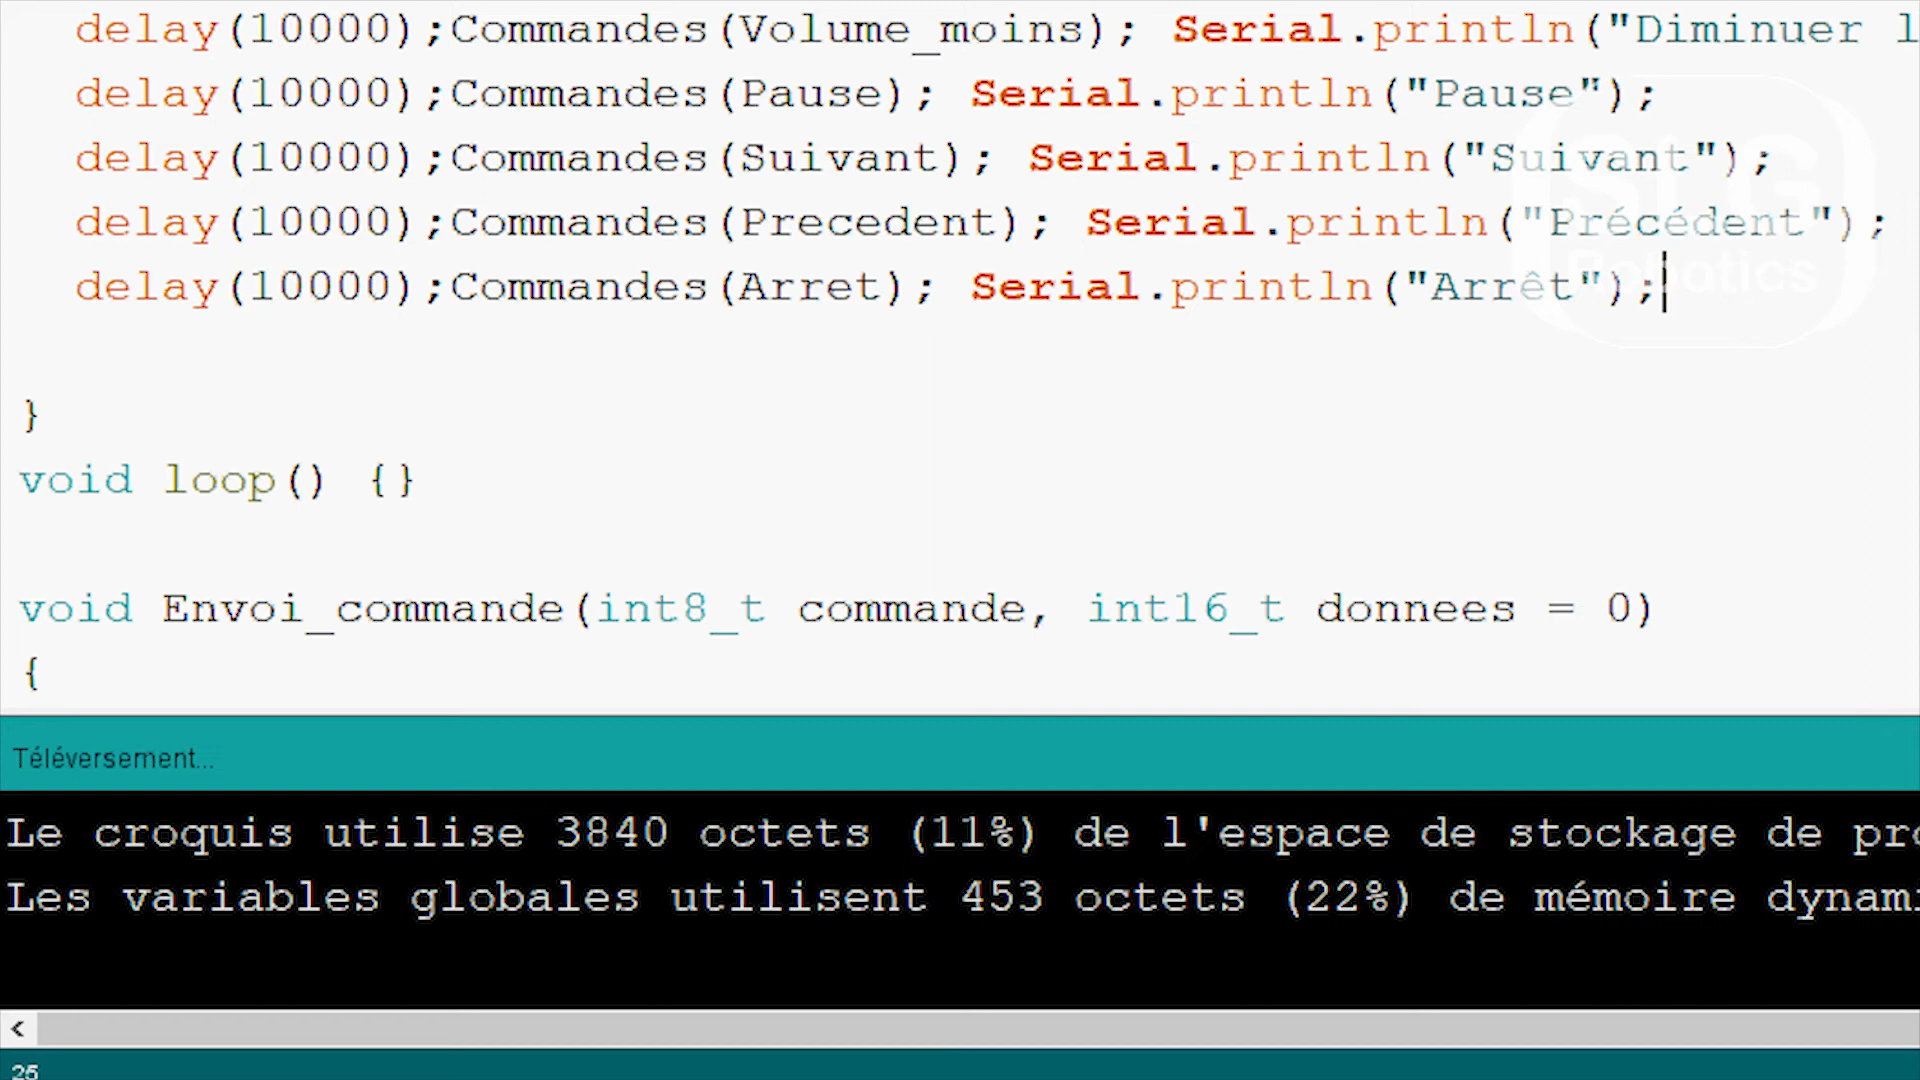 delay(10000);Commandes(Volume_moins); Serial.println("Diminuer l
delay(10000);Commandes(Pause); Serial.println("Pause");
delay(10000);Commandes(Suivant); Serial.println("Suivant");
delay(10000);Commandes(Precedent); Serial.println("Précédent");
delay(10000);Commandes(Arret); Serial.println("Arrêt");
Robotics
}
void loop() {}
void Envoi_commande(int8_t commande, int16_t donnees = 0)
{
Téléversement...
Le croquis utilise 3840 octets (11%) de l'espace de stockage de pro
Les variables globales utilisent 453 octets (22%) de mémoire dynami
<
25